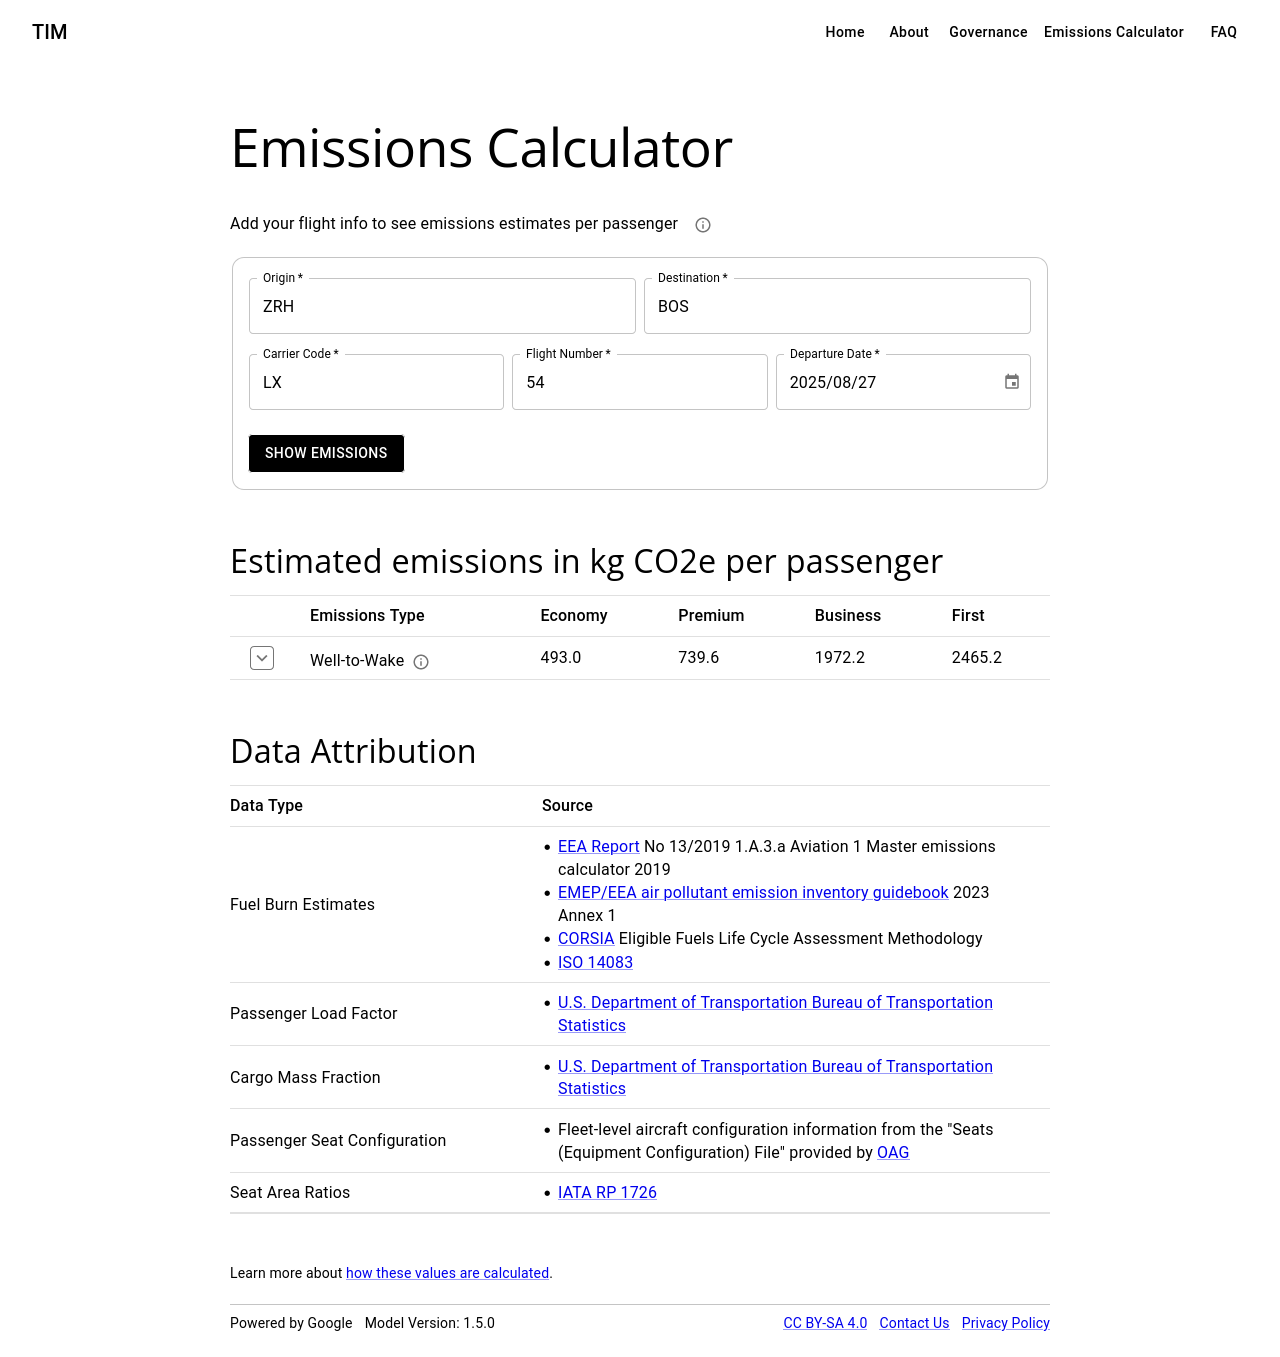 TIM
Home About Governance Emissions Calculator FAQ
Emissions Calculator
Add your flight info to see emissions estimates per passenger
Origin *
ZRH
Destination *
BOS
Carrier Code *
LX
Flight Number *
54
Departure Date *
2025/08/27
SHOW EMISSIONS
Estimated emissions in kg CO2e per passenger
Emissions Type Economy Premium Business First
Well-to-Wake 493.0 739.6 1972.2 2465.2
Data Attribution
Data Type Source
Fuel Burn Estimates
• EEA Report No 13/2019 1.A.3.a Aviation 1 Master emissions
calculator 2019
• EMEP/EEA air pollutant emission inventory guidebook 2023
Annex 1
• CORSIA Eligible Fuels Life Cycle Assessment Methodology
• ISO 14083
Passenger Load Factor
• U.S. Department of Transportation Bureau of Transportation
Statistics
Cargo Mass Fraction
• U.S. Department of Transportation Bureau of Transportation
Statistics
Passenger Seat Configuration
• Fleet-level aircraft configuration information from the "Seats
(Equipment Configuration) File" provided by OAG
Seat Area Ratios
• IATA RP 1726
Learn more about how these values are calculated.
Powered by Google Model Version: 1.5.0 CC BY-SA 4.0 Contact Us Privacy Policy